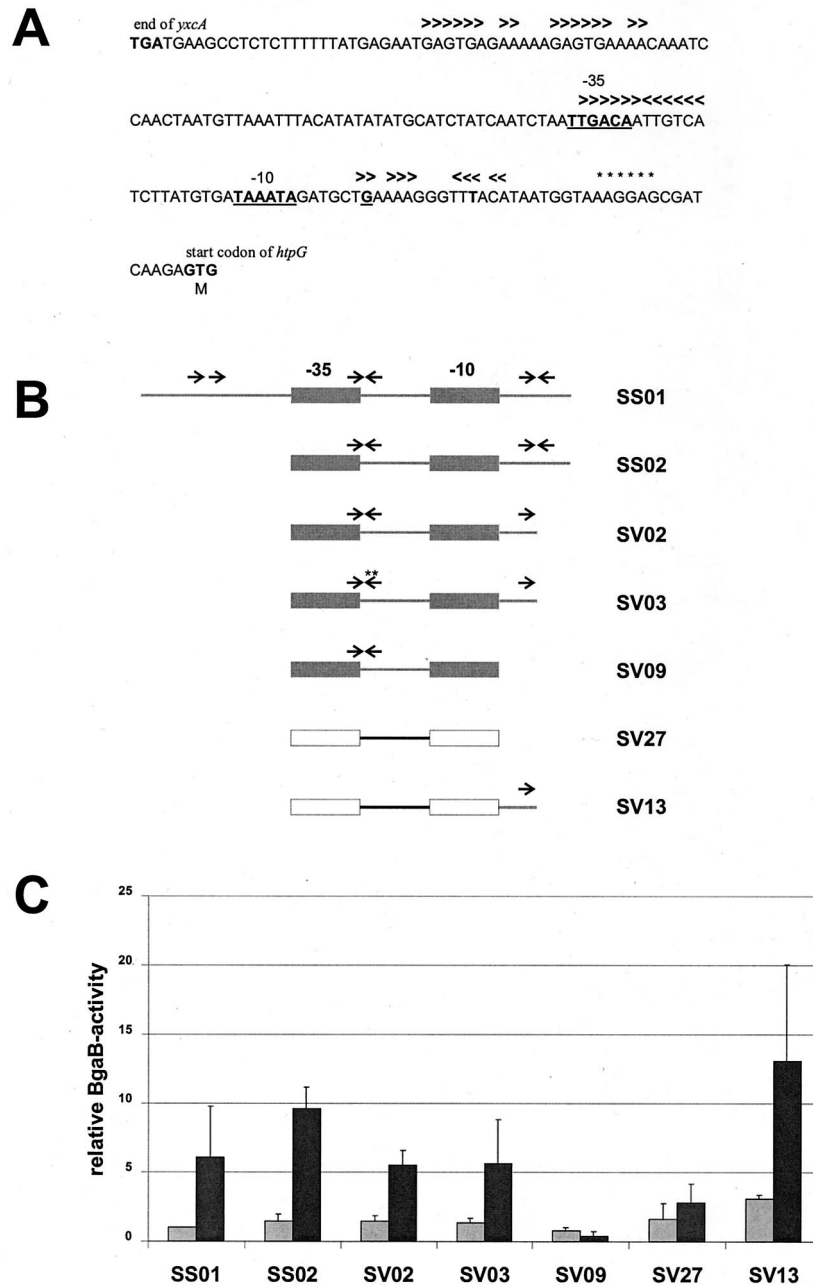 A
end of yxcA
>>>>>> >> >>>>>> >>
TGATGAAGCCTCTCTTTTTTATGAGAATGAGTGAGAAAAAGAGTGAAAACAAATC
-35
>>>>>><<<<<<
CAACTAATGTTAAATTTACATATATATGCATCTATCAATCTAATTGACAATTGTCA
-10 >> >>> <<< << ******
TCTTATGTGATAAATAGATGCTGAAAAGGGTTTACATAATGGTAAAGGAGCGAT
start codon of htpG
CAAGAGTG
M
B
-35 -10
SS01
SS02
SV02
**
SV03
SV09
SV27
SV13
C
relative BgaB-activity
25
20
15
10
5
0
SS01 SS02 SV02 SV03 SV09 SV27 SV13